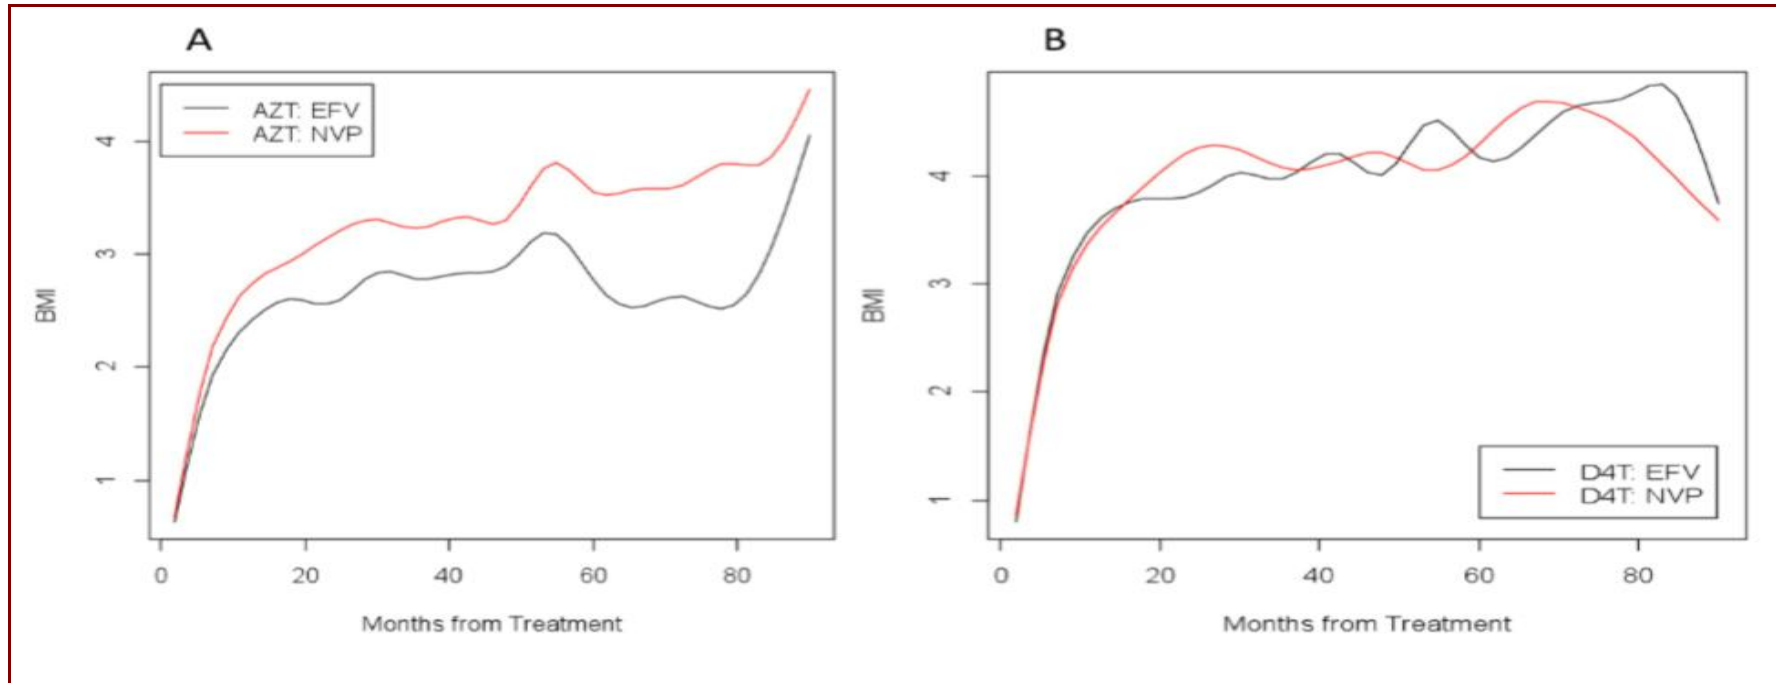 A
AZT: EFV
AZT: NVP
4
3
2
1
BMI
0 20 40 60 80
Months from Treatment
B
4
3
2
1
BMI
D4T: EFV
D4T: NVP
0 20 40 60 80
Months from Treatment